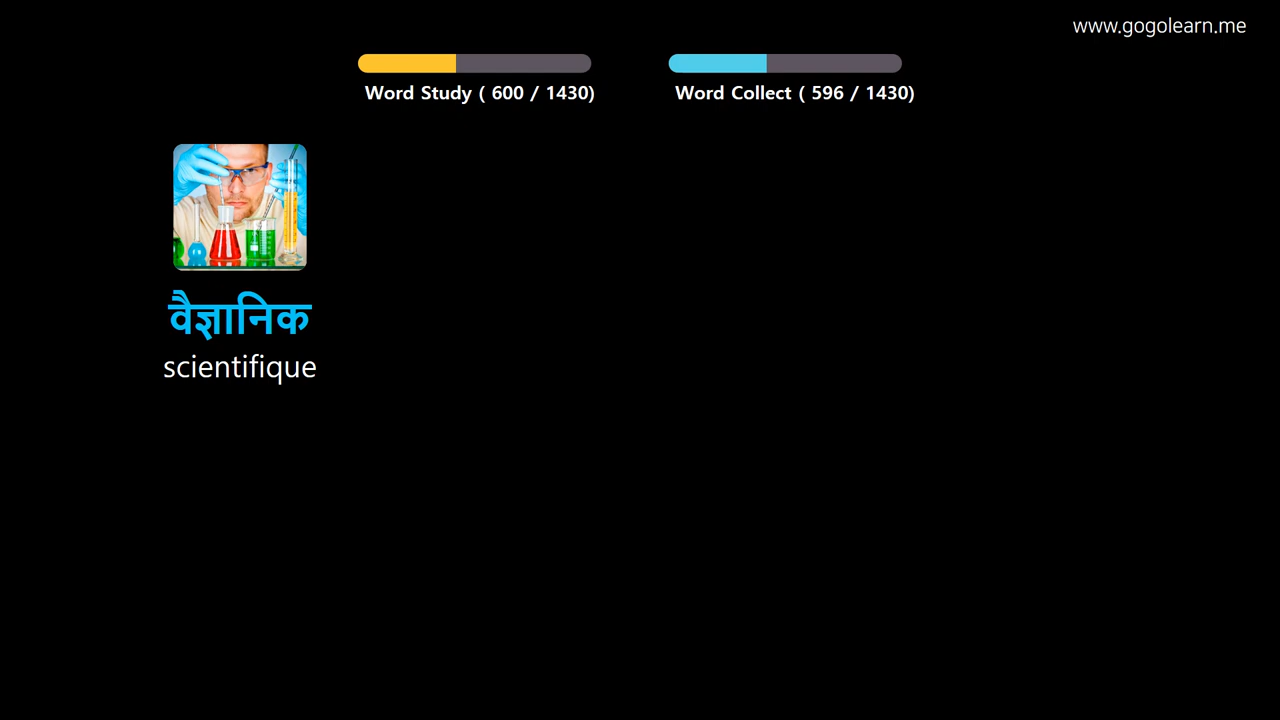 www.gogolearn.me
Word Study ( 600 / 1430)
Word Collect ( 596 / 1430)
वैज्ञानिक
scientifique